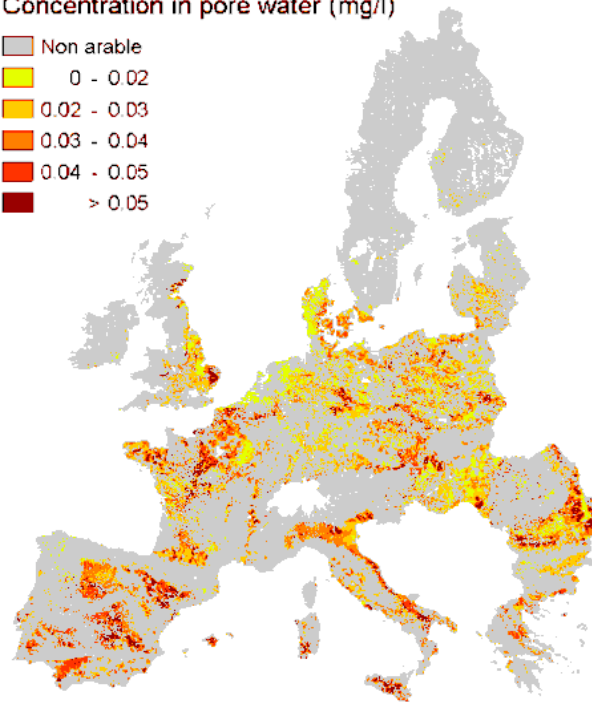 Concentration in pore water (mg/l)
Non arable
0 - 0.02
0.02 - 0.03
0.03 - 0.04
0.04 - 0.05
> 0.05